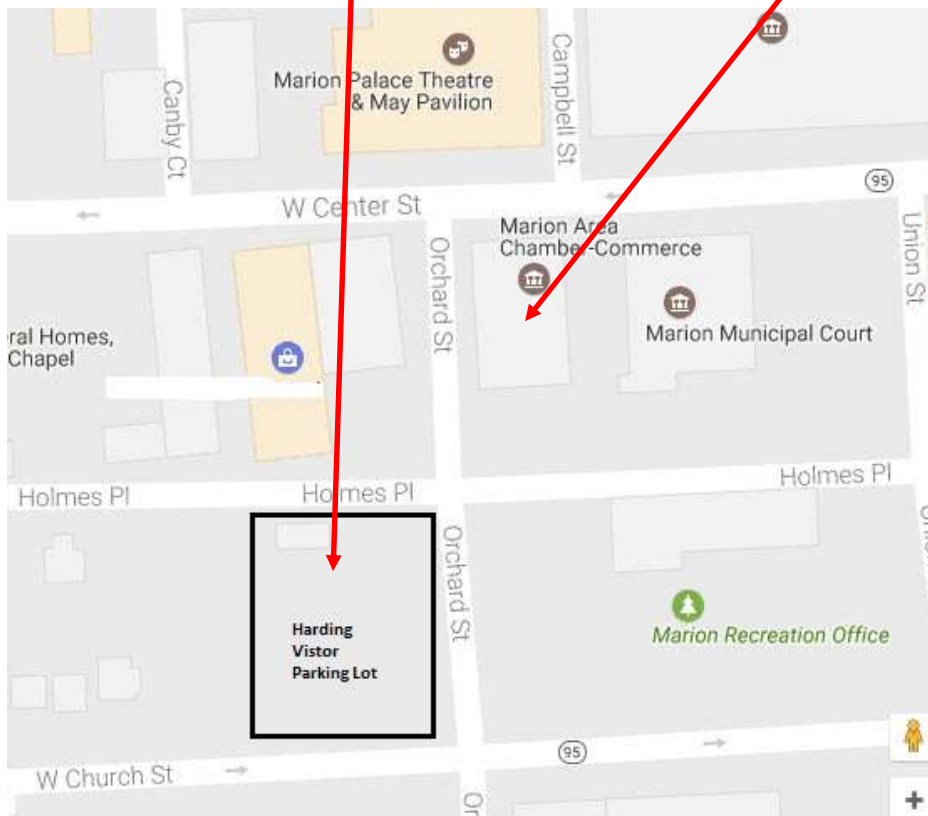 Marion Palace Theatre
& May Pavilion
Canby Ct
Campbell St
95
W Center St
Marion Area
Chamber-Commerce
Orchard St
Union St
Marion Municipal Court
ral Homes,
Chapel
Holmes Pl
Holmes Pl
Holmes Pl
Orchard St
Harding
Vistor
Parking Lot
Marion Recreation Office
95
W Church St
Or
+